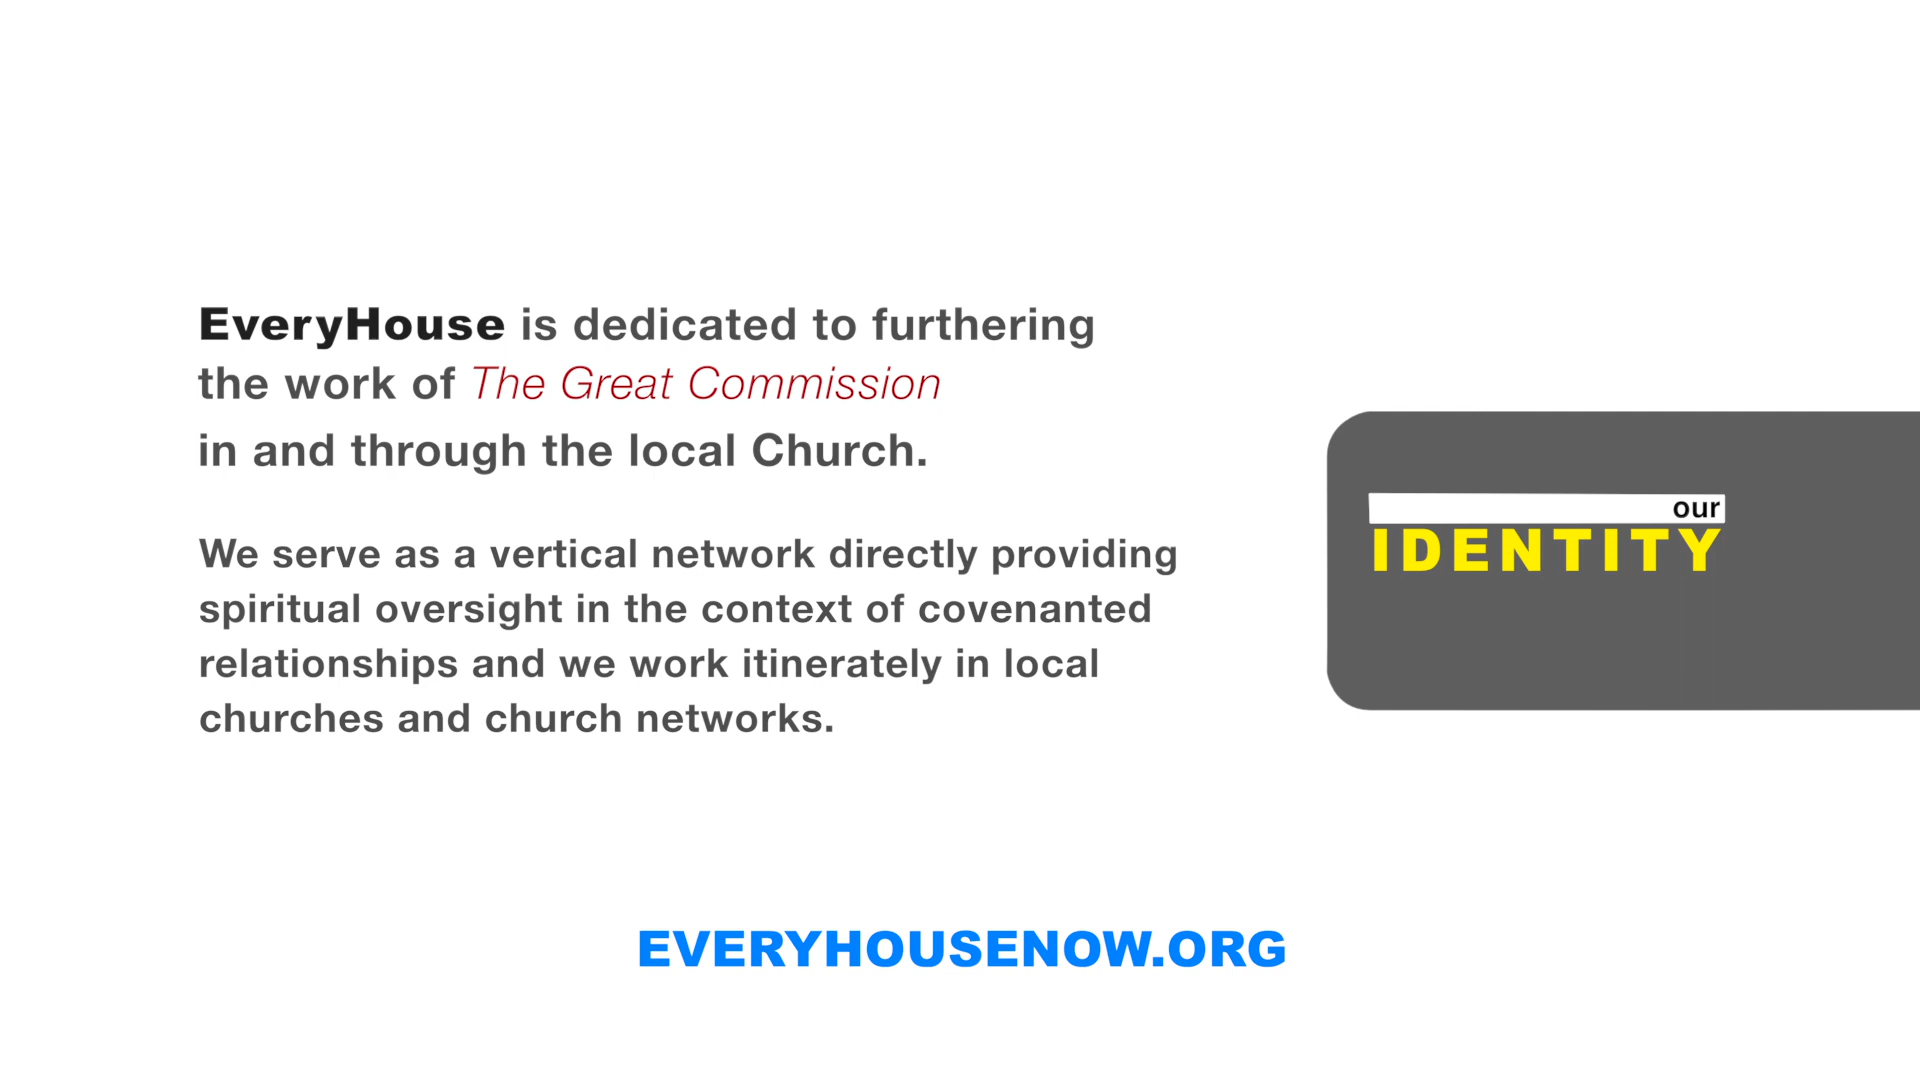 EveryHouse is dedicated to furthering
the work of The Great Commission
in and through the local Church.
We serve as a vertical network directly providing
spiritual oversight in the context of covenanted
relationships and we work itinerately in local
churches and church networks.
our
IDENTITY
EVERYHOUSENOW.ORG